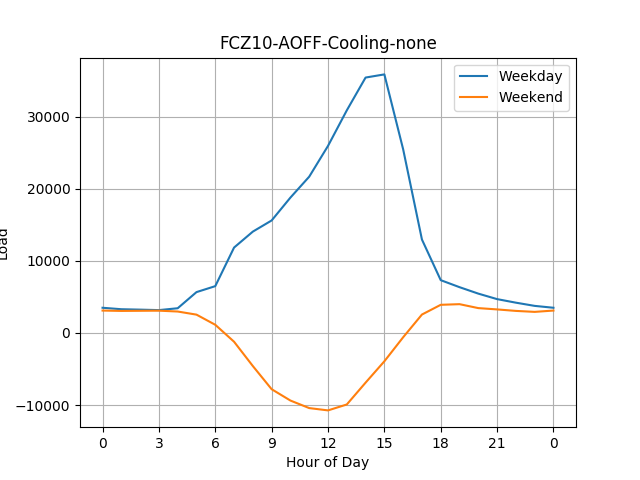 FCZ10-AOFF-Cooling-none
Weekday
Weekend
30000
20000
10000
0
−10000
Load
0 3 6 9 12 15 18 21 0
Hour of Day